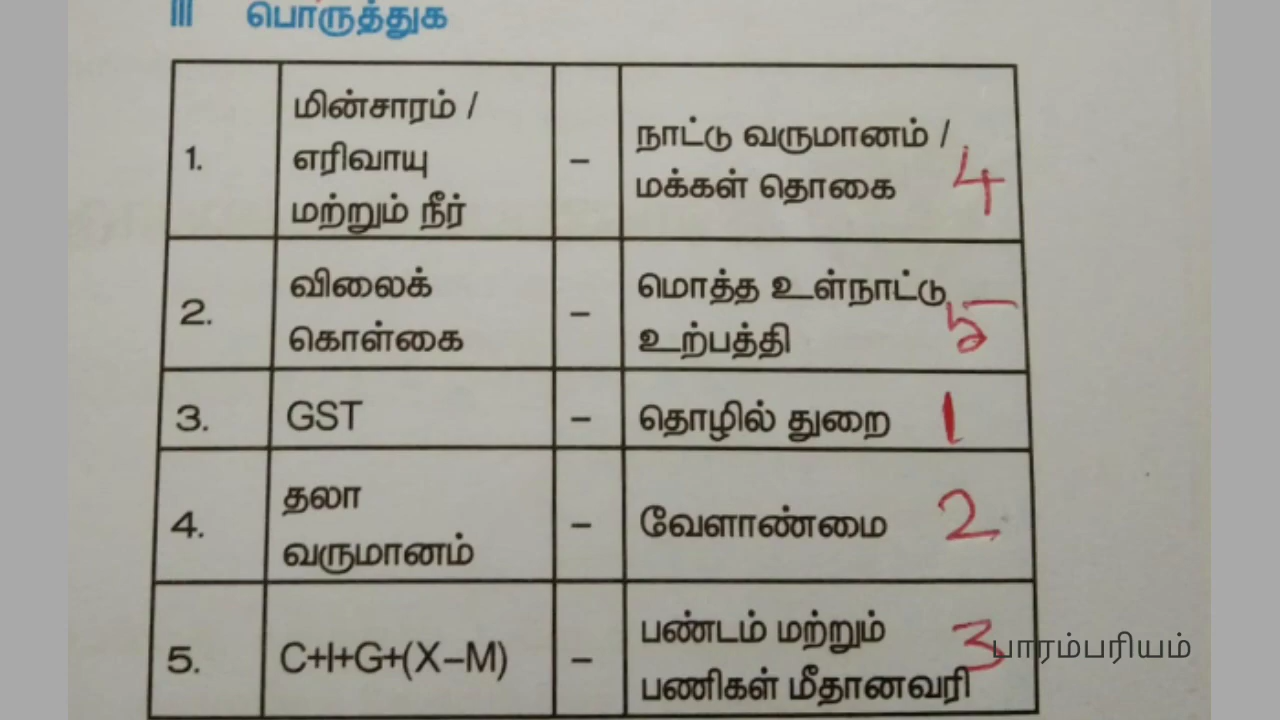 III பொருத்துக
1. மின்சாரம் /
எரிவாயு
மற்றும் நீர் – நாட்டு வருமானம் /
மக்கள் தொகை 4
2. விலைக்
கொள்கை – மொத்த உள்நாட்டு
உற்பத்தி 5
3. GST – தொழில் துறை 1
4. தலா
வருமானம் – வேளாண்மை 2
5. C+I+G+(X–M) – பண்டம் மற்றும்
பணிகள் மீதானவரி 3
பாரம்பரியம்